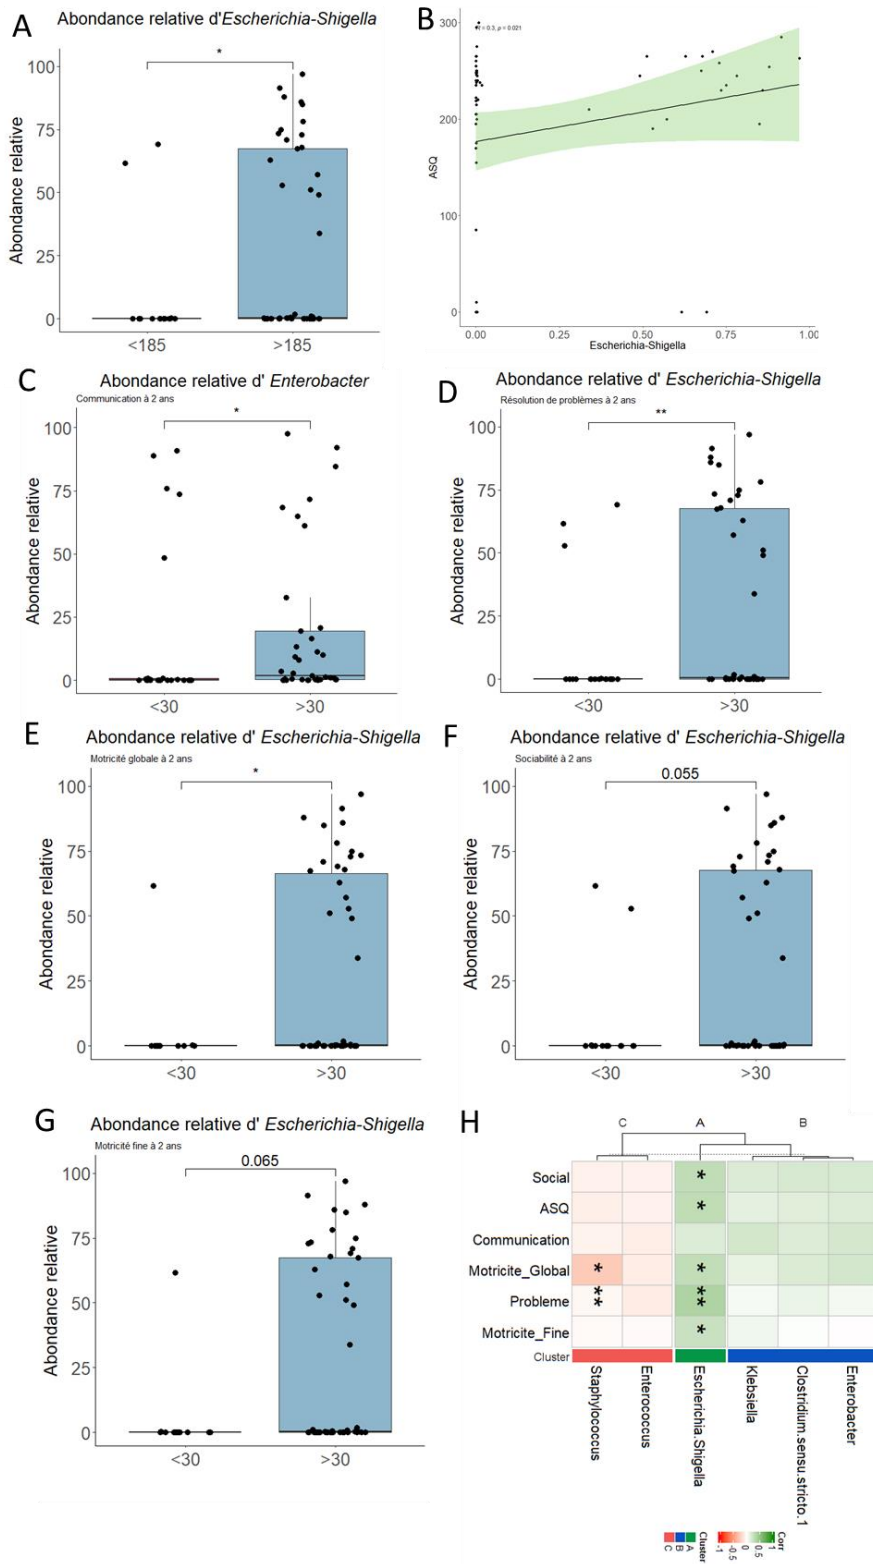 A
Abondance relative d'Escherichia-Shigella
*
100
75
50
25
0
Abondance relative
<185
>185
B
= 0.3, p = 0.021
300
200
100
0
ASQ
0.00
0.25
0.50
0.75
1.00
Escherichia-Shigella
C
Abondance relative d' Enterobacter
Communication à 2 ans
*
100
75
50
25
0
Abondance relative
<30
>30
D
Abondance relative d' Escherichia-Shigella
Résolution de problèmes à 2 ans
**
100
75
50
25
0
Abondance relative
<30
>30
E
Abondance relative d' Escherichia-Shigella
Motricité globale à 2 ans
*
100
75
50
25
0
Abondance relative
<30
>30
F
Abondance relative d' Escherichia-Shigella
Sociabilité à 2 ans
0.055
100
75
50
25
0
Abondance relative
<30
>30
G
Abondance relative d' Escherichia-Shigella
Motricité fine à 2 ans
0.065
100
75
50
25
0
Abondance relative
<30
>30
H
C A B
Social *
ASQ *
Communication
Motricite_Global * *
Probleme ** **
Motricite_Fine *
Cluster
Staphylococcus
Enterococcus
Escherichia.Shigella
Klebsiella
Clostridium.sensu.stricto.1
Enterobacter
Corr
1
0.5
0
-0.5
-1
Cluster
A
B
C